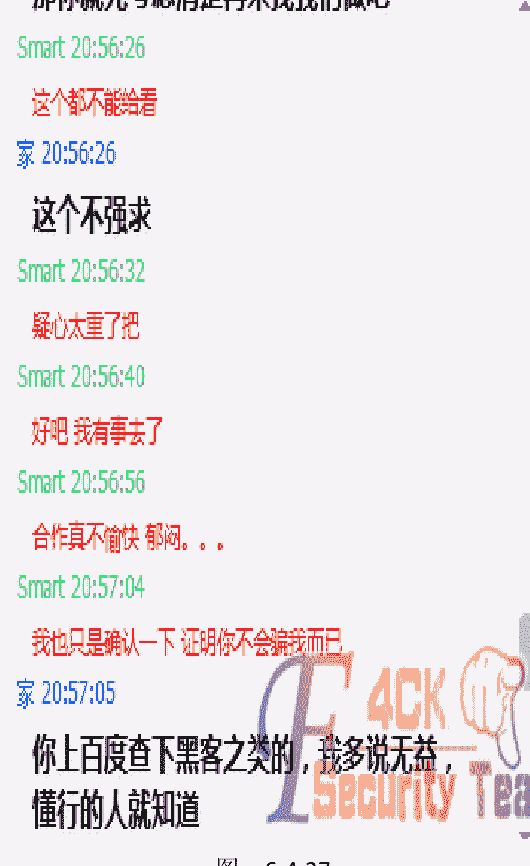 Smart 20:56:26
这个都不能给看
家 20:56:26
这个不强求
Smart 20:56:32
疑心太重了把
Smart 20:56:40
好吧 我有事去了
Smart 20:56:56
合作真不愉快 郁闷。。。
Smart 20:57:04
我也只是确认一下 证明你不会骗我而已
家 20:57:05
你上百度查下黑客之类的，我多说无益，
懂行的人就知道
F4CK
Security Tea